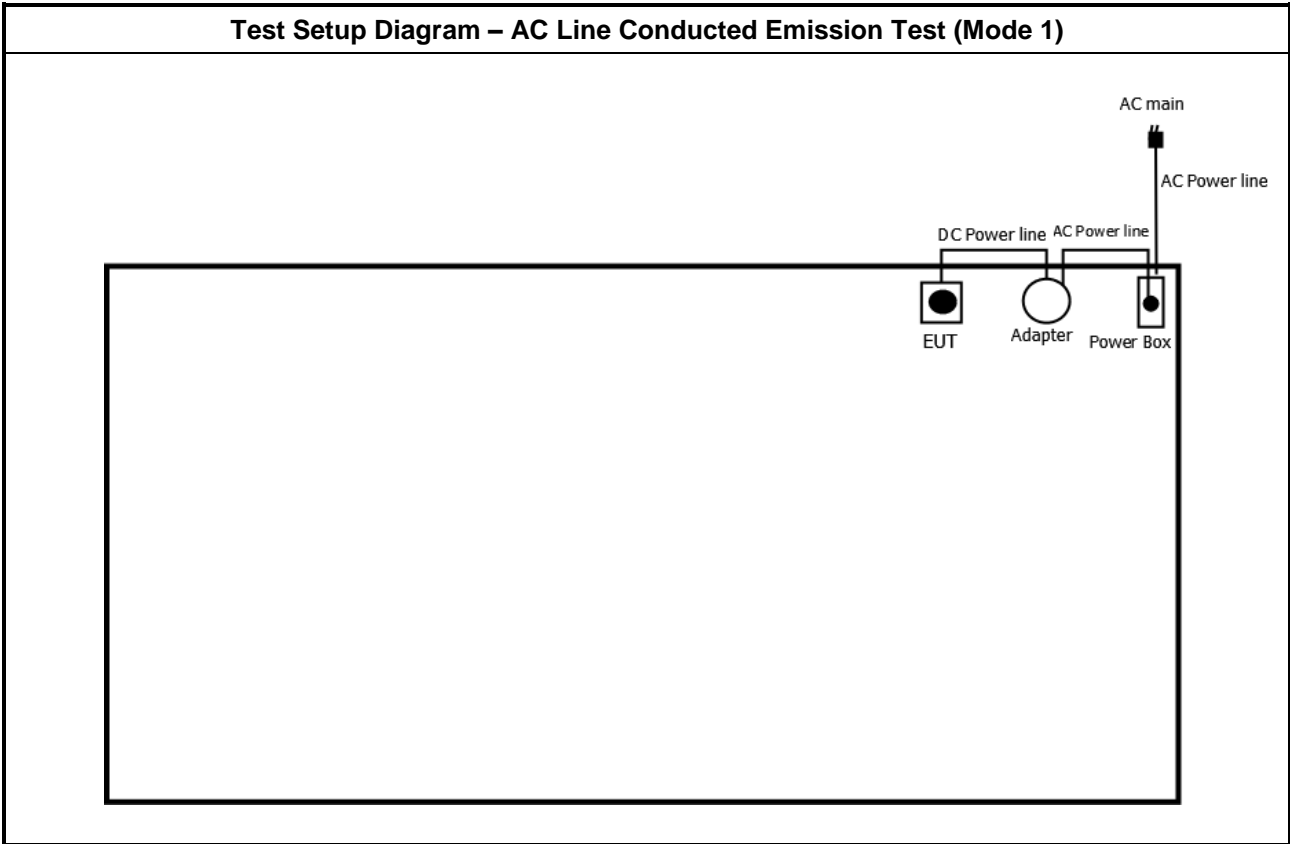 Test Setup Diagram – AC Line Conducted Emission Test (Mode 1)
AC main
AC Power line
DC Power line
AC Power line
EUT
Adapter
Power Box